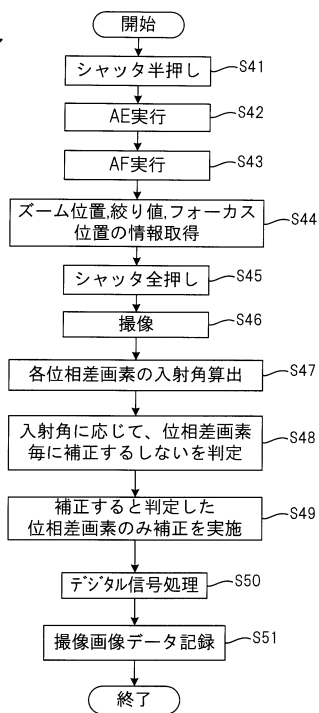 開始
シャッタ半押し
S41
AE実行
S42
AF実行
S43
ズーム位置,絞り値,フォーカス
位置の情報取得
S44
シャッタ全押し
S45
撮像
S46
各位相差画素の入射角算出
S47
入射角に応じて、位相差画素
毎に補正するしないを判定
S48
補正すると判定した
位相差画素のみ補正を実施
S49
デジタル信号処理
S50
撮像画像データ記録
S51
終了